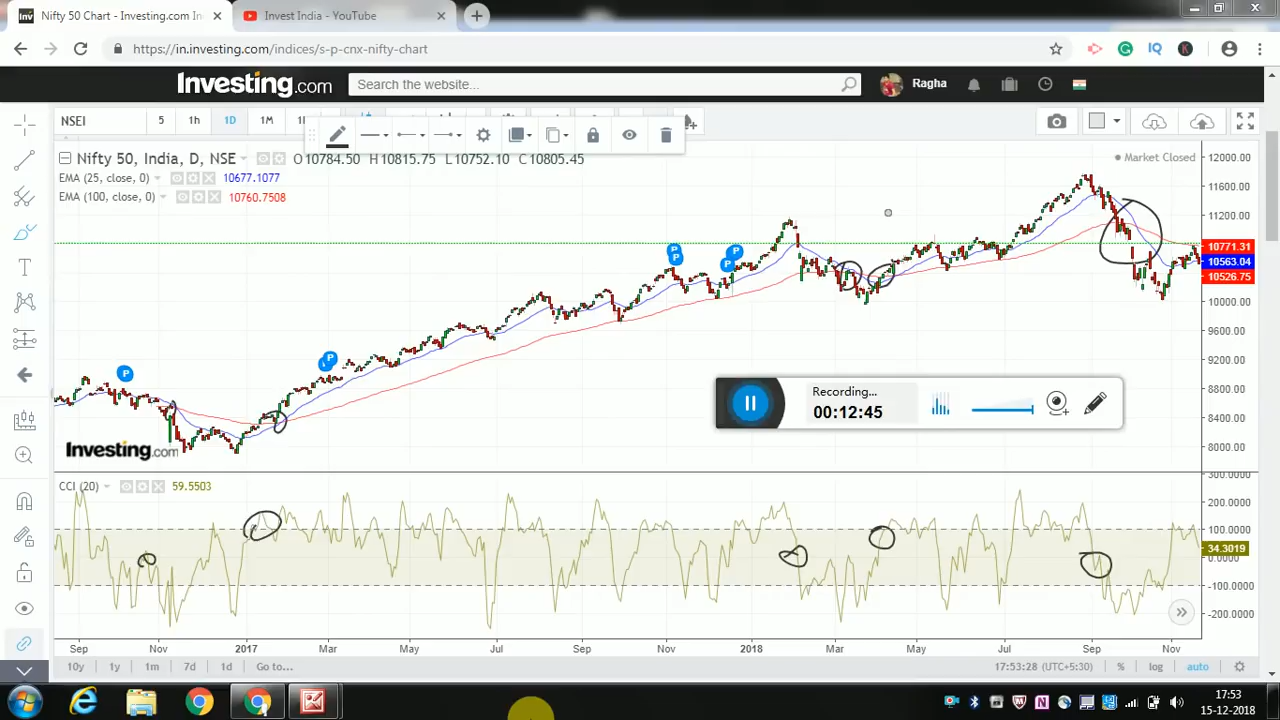 Nifty 50 Chart - Investing.com In
Invest India - YouTube
https://in.investing.com/indices/s-p-cnx-nifty-chart
Investing.com
Search the website...
Ragha
NSEI
5
1h
1D
1M
Nifty 50, India, D, NSE
O10784.50 H10815.75 L10752.10 C10805.45
Market Closed
EMA (25, close, 0)
10677.1077
EMA (100, close, 0)
10760.7508
12000.00
11600.00
11200.00
10771.31
10563.04
10526.75
10000.00
9600.00
9200.00
8800.00
8400.00
8000.00
P
P
P
P
P
P
P
Recording...
00:12:45
Investing.com
CCI (20)
59.5503
300.0000
200.0000
100.0000
34.3019
0.0000
-100.0000
-200.0000
Sep
Nov
2017
Mar
May
Jul
Sep
Nov
2018
Mar
May
Jul
Sep
Nov
10y
1y
1m
7d
1d
Go to...
17:53:28 (UTC+5:30)
%
log
auto
17:53
15-12-2018